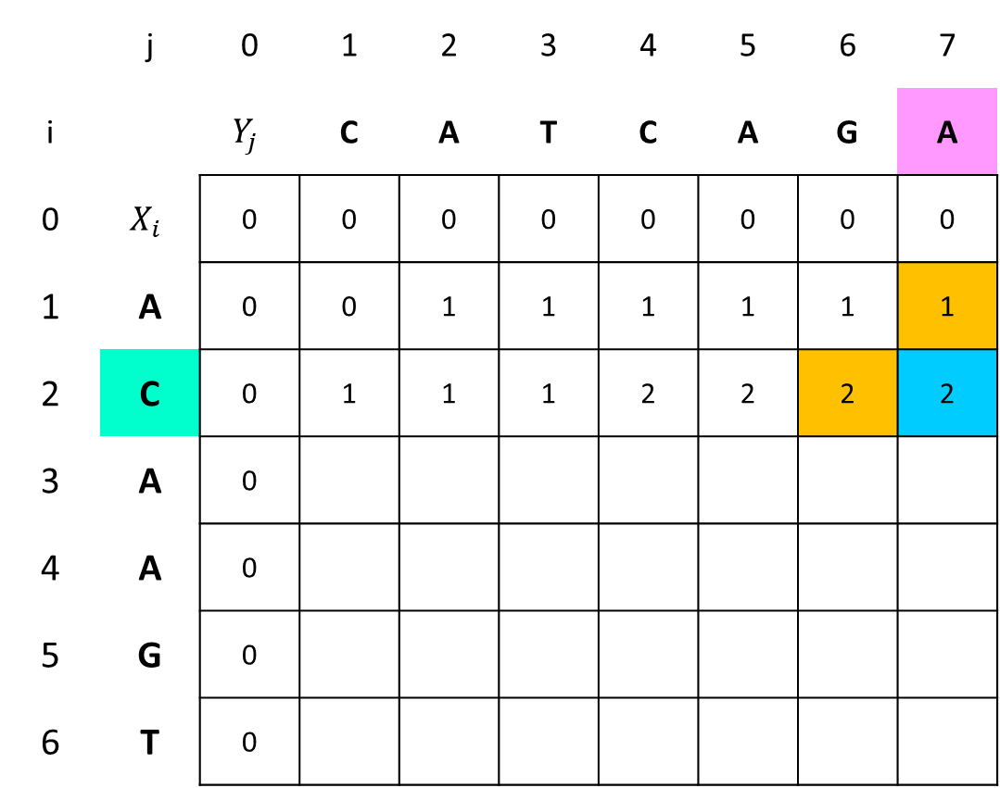 j 0 1 2 3 4 5 6 7
i Yj C A T C A G A
0 Xi 0 0 0 0 0 0 0 0
1 A 0 0 1 1 1 1 1 1
2 C 0 1 1 1 2 2 2 2
3 A 0
4 A 0
5 G 0
6 T 0